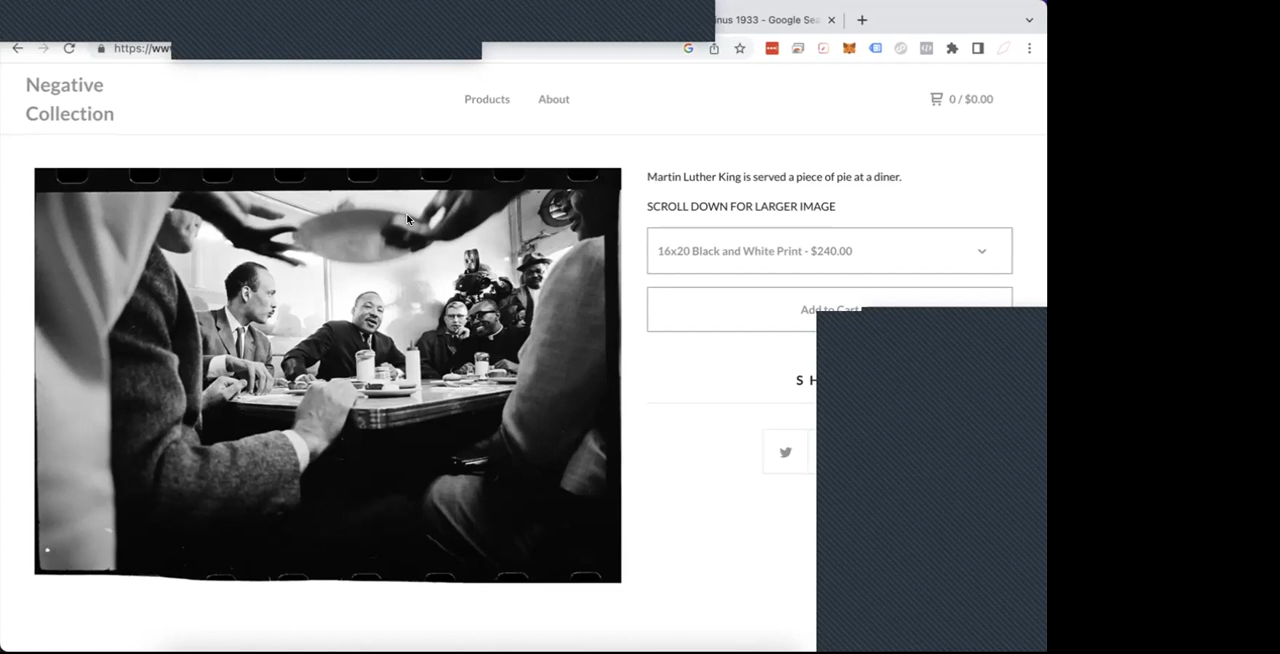 inus 1933 - Google Sea
https://ww
Negative
Collection
Products
About
0 / $0.00
Martin Luther King is served a piece of pie at a diner.
SCROLL DOWN FOR LARGER IMAGE
16x20 Black and White Print - $240.00
Add to Cart
S H